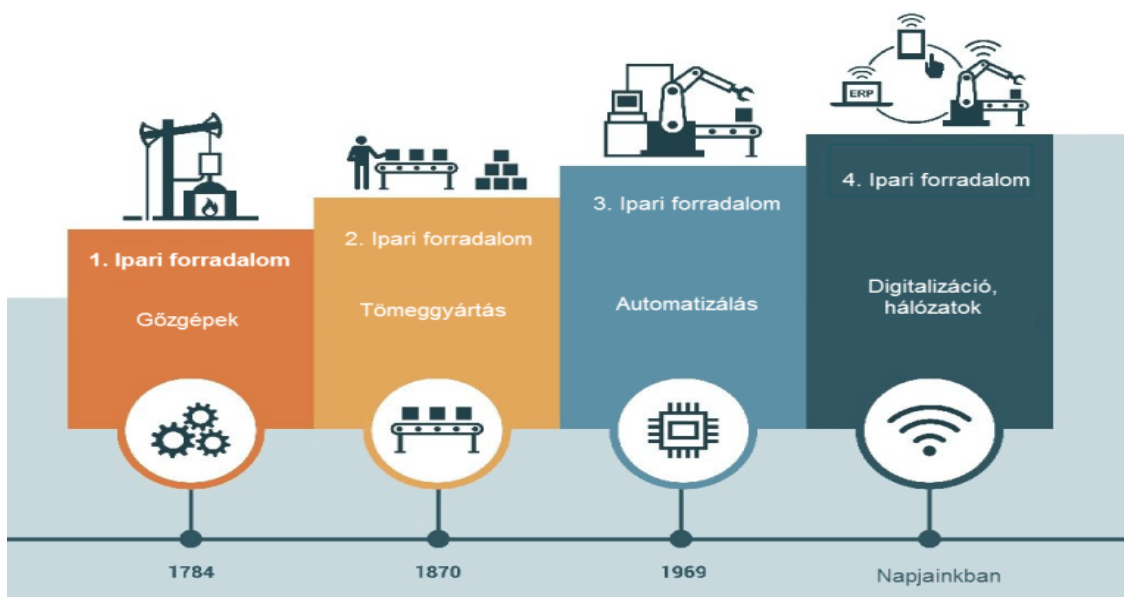 ERP
1. Ipari forradalom
Gőzgépek
2. Ipari forradalom
Tömeggyártás
3. Ipari forradalom
Automatizálás
4. Ipari forradalom
Digitalizáció,
hálózatok
1784
1870
1969
Napjainkban